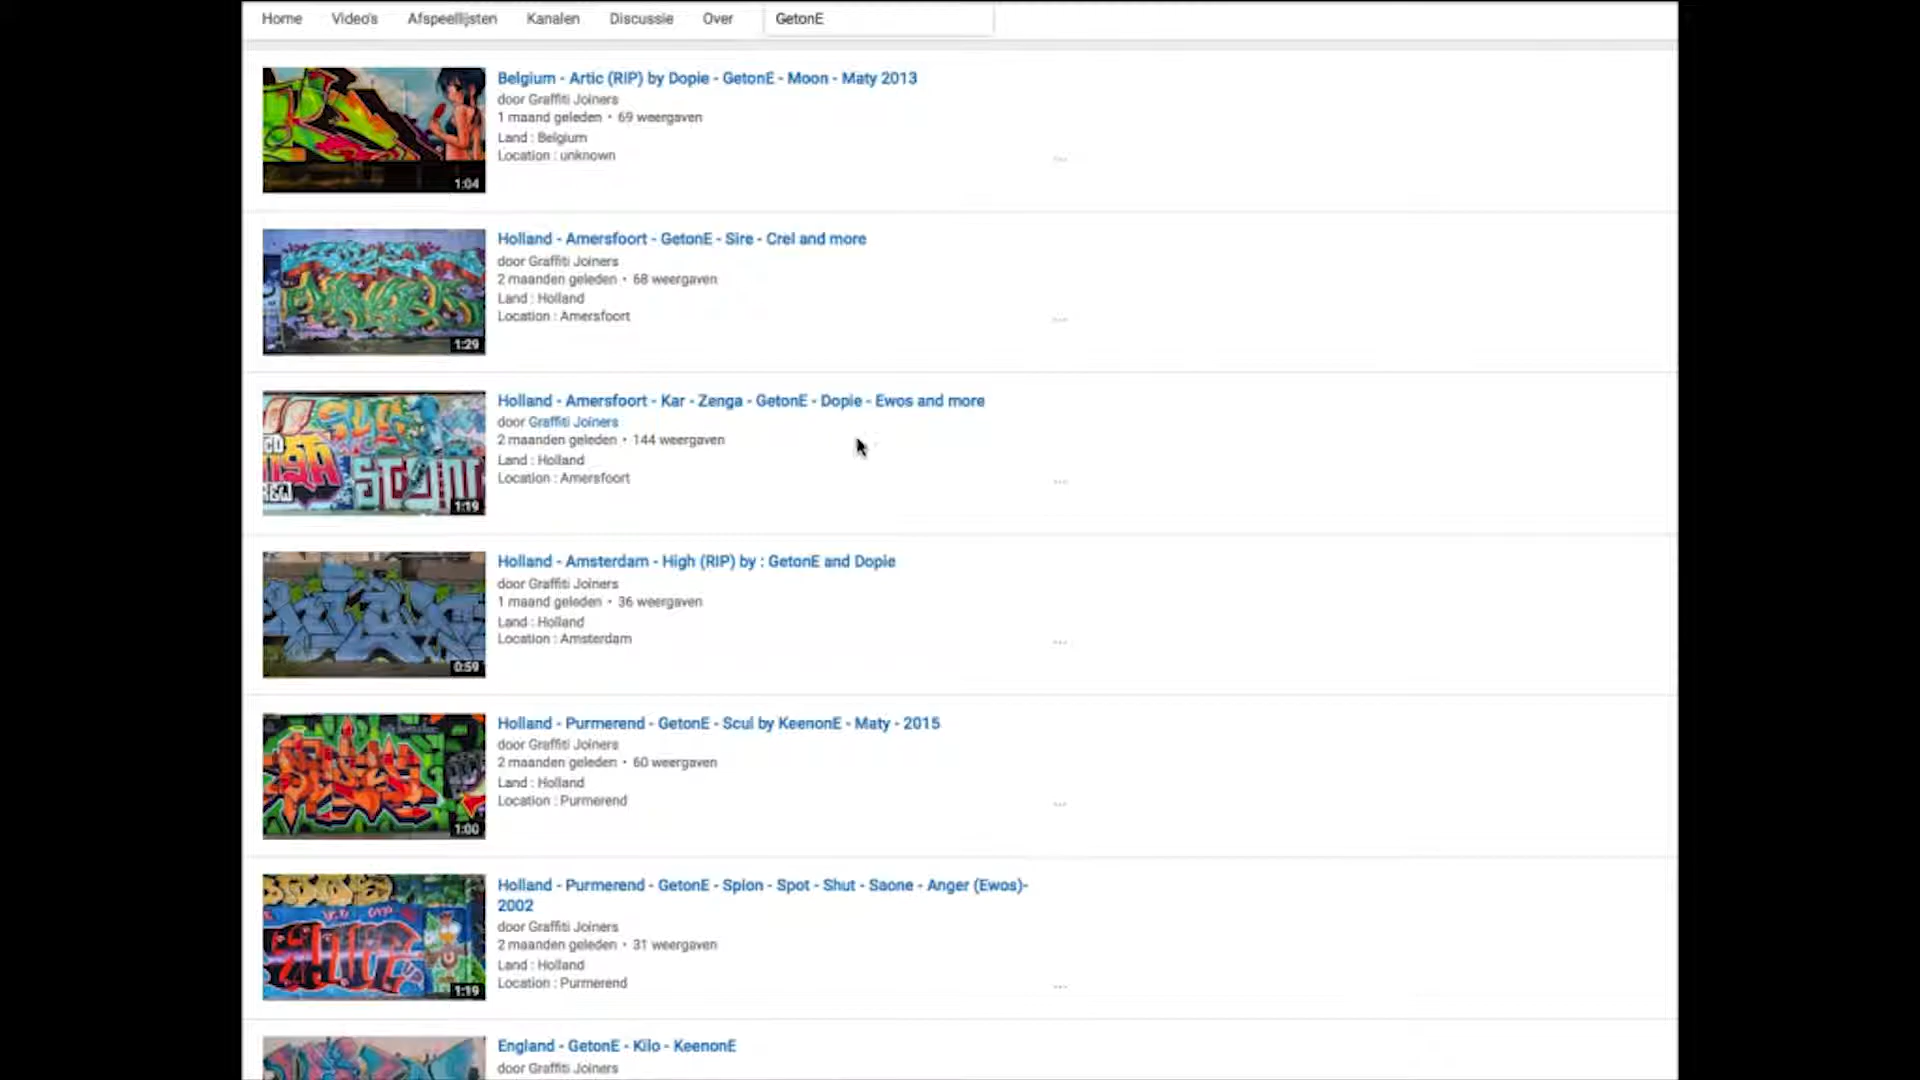 Home Video's Afspeellijsten Kanalen Discussie Over GetonE
Belgium - Artic (RIP) by Dopie - GetonE - Moon - Maty 2013
door Graffiti Joiners
1 maand geleden • 69 weergaven
Land : Belgium
Location : unknown
...
1:04
Holland - Amersfoort - GetonE - Sire - Crel and more
door Graffiti Joiners
2 maanden geleden • 68 weergaven
Land : Holland
Location : Amersfoort
...
1:29
Holland - Amersfoort - Kar - Zenga - GetonE - Dopie - Ewos and more
door Graffiti Joiners
2 maanden geleden • 144 weergaven
Land : Holland
Location : Amersfoort
...
1:19
Holland - Amsterdam - High (RIP) by : GetonE and Dopie
door Graffiti Joiners
1 maand geleden • 36 weergaven
Land : Holland
Location : Amsterdam
...
0:59
Holland - Purmerend - GetonE - Scul by KeenonE - Maty - 2015
door Graffiti Joiners
2 maanden geleden • 60 weergaven
Land : Holland
Location : Purmerend
...
1:00
Holland - Purmerend - GetonE - Spion - Spot - Shut - Saone - Anger (Ewos)-
2002
door Graffiti Joiners
2 maanden geleden • 31 weergaven
Land : Holland
Location : Purmerend
...
1:19
England - GetonE - Kilo - KeenonE
door Graffiti Joiners